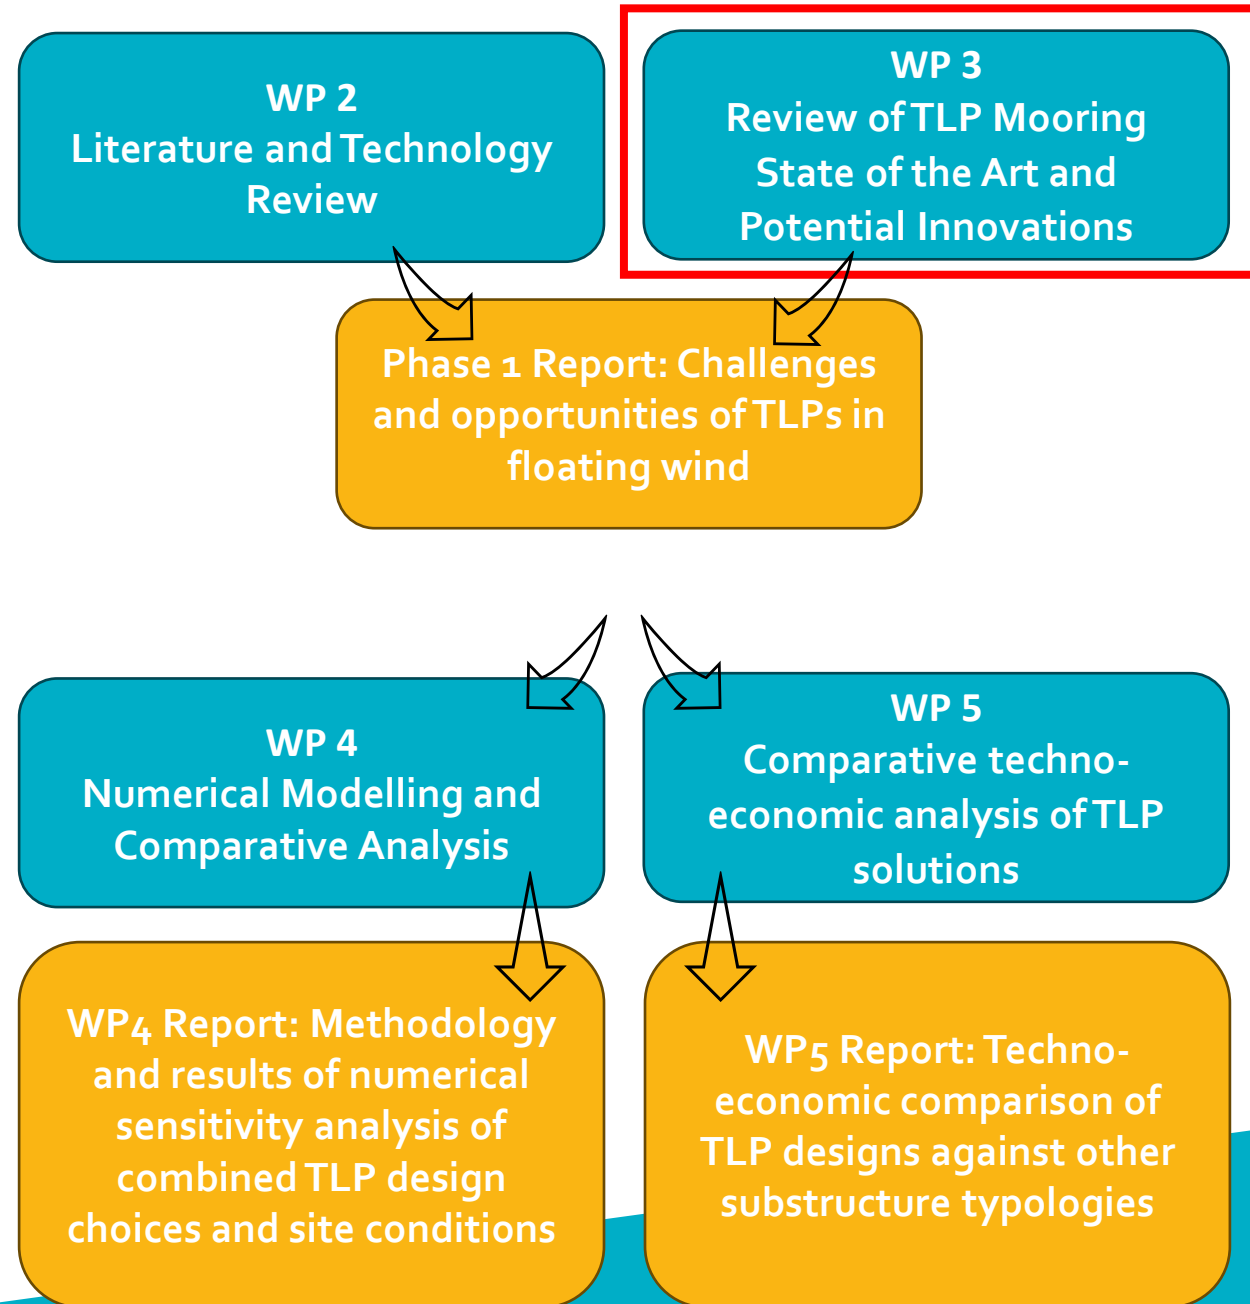 WP 2
Literature and Technology
Review
WP 3
Review of TLP Mooring
State of the Art and
Potential Innovations
Phase 1 Report: Challenges
and opportunities of TLPs in
floating wind
WP 4
Numerical Modelling and
Comparative Analysis
WP 5
Comparative techno-
economic analysis of TLP
solutions
WP4 Report: Methodology
and results of numerical
sensitivity analysis of
combined TLP design
choices and site conditions
WP5 Report: Techno-
economic comparison of
TLP designs against other
substructure typologies